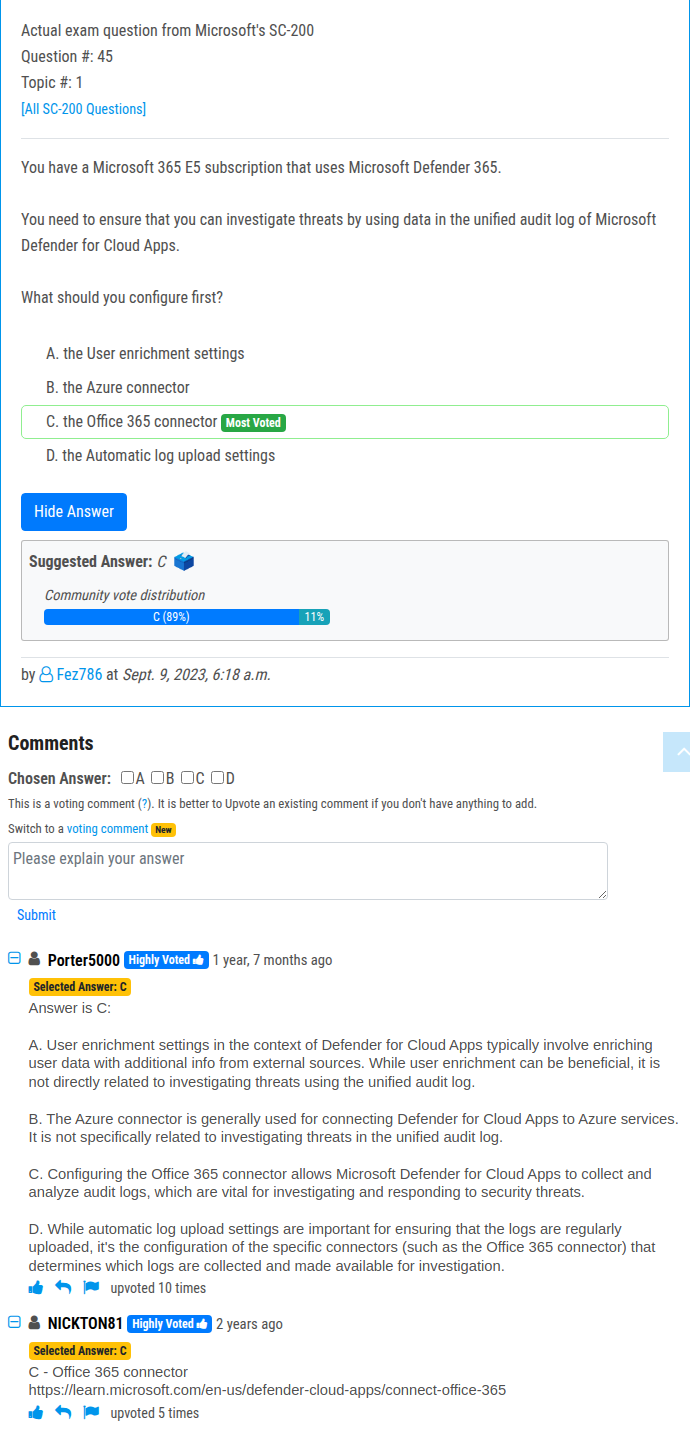 Actual exam question from Microsoft's SC-200
Question #: 45
Topic #: 1
[All SC-200 Questions]
You have a Microsoft 365 E5 subscription that uses Microsoft Defender 365.
You need to ensure that you can investigate threats by using data in the unified audit log of Microsoft
Defender for Cloud Apps.
What should you configure first?
A. the User enrichment settings
B. the Azure connector
C. the Office 365 connector Most Voted
D. the Automatic log upload settings
Hide Answer
Suggested Answer: C
Community vote distribution
C (89%) 11%
by Fez786 at Sept. 9, 2023, 6:18 a.m.
Comments
Chosen Answer: A B C D
This is a voting comment (?). It is better to Upvote an existing comment if you don't have anything to add.
Switch to a voting comment New
Please explain your answer
Submit
Porter5000 Highly Voted 1 year, 7 months ago
Selected Answer: C
Answer is C:
A. User enrichment settings in the context of Defender for Cloud Apps typically involve enriching
user data with additional info from external sources. While user enrichment can be beneficial, it is
not directly related to investigating threats using the unified audit log.
B. The Azure connector is generally used for connecting Defender for Cloud Apps to Azure services.
It is not specifically related to investigating threats in the unified audit log.
C. Configuring the Office 365 connector allows Microsoft Defender for Cloud Apps to collect and
analyze audit logs, which are vital for investigating and responding to security threats.
D. While automatic log upload settings are important for ensuring that the logs are regularly
uploaded, it's the configuration of the specific connectors (such as the Office 365 connector) that
determines which logs are collected and made available for investigation.
upvoted 10 times
NICKTON81 Highly Voted 2 years ago
Selected Answer: C
C - Office 365 connector
https://learn.microsoft.com/en-us/defender-cloud-apps/connect-office-365
upvoted 5 times